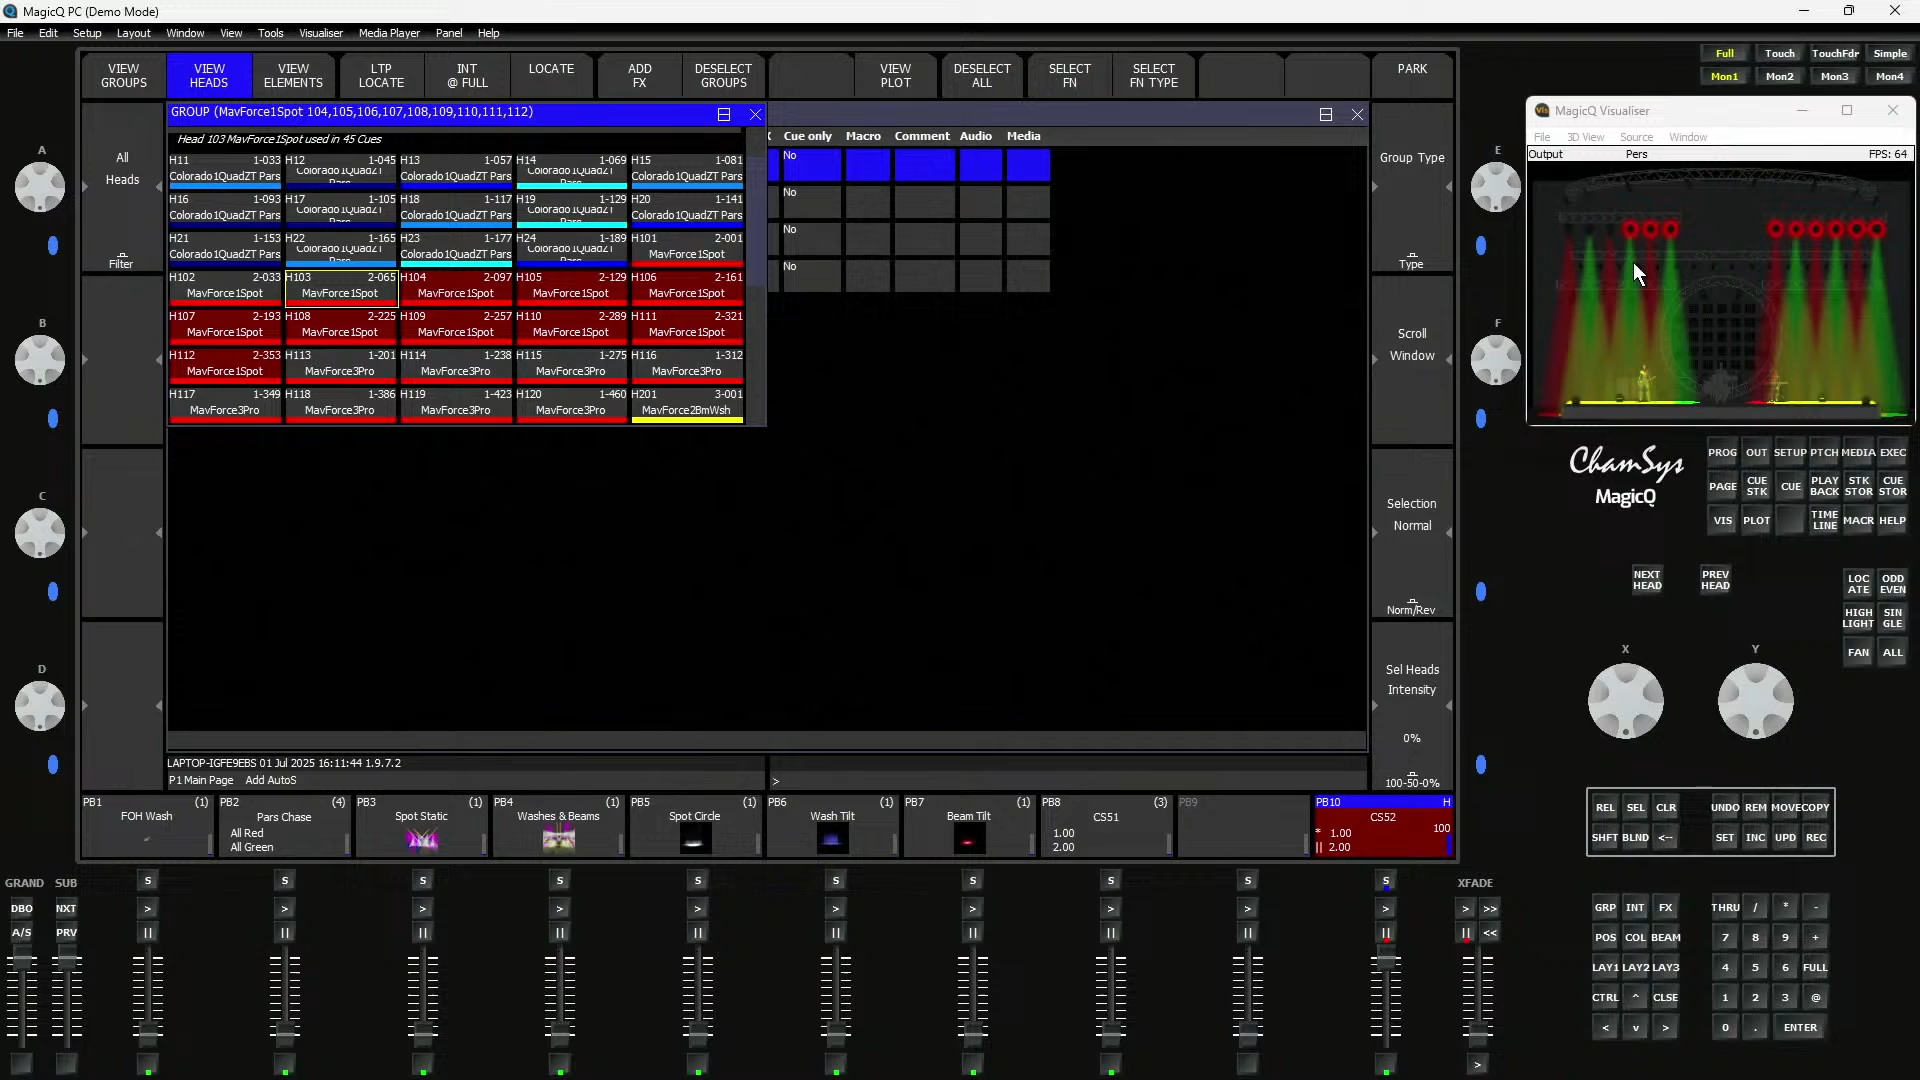 MagicQ PC (Demo Mode)
File Edit Setup Layout Window View Tools Visualiser Media Player Panel Help
VIEW GROUPS
VIEW HEADS
VIEW ELEMENTS
LTP LOCATE
INT @ FULL
LOCATE
ADD FX
DESELECT GROUPS
VIEW PLOT
DESELECT ALL
SELECT FN
SELECT FN TYPE
PARK
Full Touch TouchFdr Simple
Mon1 Mon2 Mon3 Mon4
GROUP (MavForce1Spot 104,105,106,107,108,109,110,111,112)
Head 103 MavForce1Spot used in 45 Cues
Cue only Macro Comment Audio Media
No
No
No
No
H11 1-033 H12 1-045 H13 1-057 H14 1-069 H15 1-081
Colorado1QuadZT Pars Colorado1QuadZT Pars Colorado1QuadZT Pars Colorado1QuadZT Pars Colorado1QuadZT Pars
H16 1-093 H17 1-105 H18 1-117 H19 1-129 H20 1-141
Colorado1QuadZT Pars Colorado1QuadZT Pars Colorado1QuadZT Pars Colorado1QuadZT Pars Colorado1QuadZT Pars
H21 1-153 H22 1-165 H23 1-177 H24 1-189 H101 2-001
Colorado1QuadZT Pars Colorado1QuadZT Pars Colorado1QuadZT Pars Colorado1QuadZT Pars MavForce1Spot
H102 2-033 H103 2-065 H104 2-097 H105 2-129 H106 2-161
MavForce1Spot MavForce1Spot MavForce1Spot MavForce1Spot MavForce1Spot
H107 2-193 H108 2-225 H109 2-257 H110 2-289 H111 2-321
MavForce1Spot MavForce1Spot MavForce1Spot MavForce1Spot MavForce1Spot
H112 2-353 H113 1-201 H114 1-238 H115 1-275 H116 1-312
MavForce1Spot MavForce3Pro MavForce3Pro MavForce3Pro MavForce3Pro
H117 1-349 H118 1-386 H119 1-423 H120 1-460 H201 3-001
MavForce3Pro MavForce3Pro MavForce3Pro MavForce3Pro MavForce2BmWsh
A
B
C
D
All
Heads
Filter
Group Type
Type
Scroll
Window
Selection
Normal
Norm/Rev
Sel Heads
Intensity
0%
100-50-0%
E
F
MagicQ Visualiser
File 3D View Source Window
Output Pers FPS: 64
ChamSys
MagicQ
PROG OUT SETUP PTCH MEDIA EXEC
PAGE CUE STK CUE PLAY BACK STK STOR CUE STOR
VIS PLOT TIME LINE MACR HELP
NEXT HEAD PREV HEAD
LOC ATE ODD EVEN
HIGH LIGHT SIN GLE
FAN ALL
X Y
LAPTOP-IGFE9EBS 01 Jul 2025 16:11:44 1.9.7.2
P1 Main Page Add AutoS
>
PB1 (1) PB2 (4) PB3 (1) PB4 (1) PB5 (1) PB6 (1) PB7 (1) PB8 (3) PB9 PB10 H
FOH Wash Pars Chase Spot Static Washes & Beams Spot Circle Wash Tilt Beam Tilt CS51 CS52
All Red 1.00 * 1.00 100
All Green 2.00 || 2.00
REL SEL CLR UNDO REM MOVE COPY
SHFT BLND <-- SET INC UPD REC
GRAND SUB
XFADE
S S S S S S S S S S
DBO NXT > > > > > > > > > > > >>
A/S PRV || || || || || || || || || || || <<
>
GRP INT FX THRU / * -
POS COL BEAM 7 8 9 +
LAY1 LAY2 LAY3 4 5 6 FULL
CTRL ^ CLSE 1 2 3 @
< v > 0 . ENTER